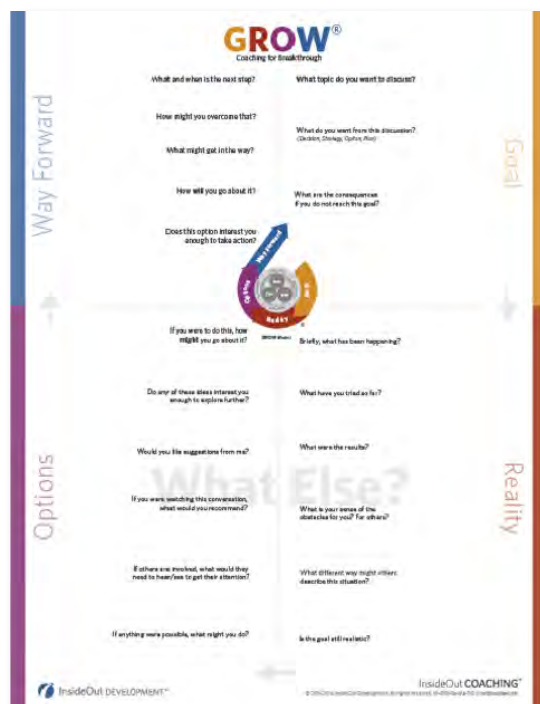 GROW®
Coaching for Breakthrough
What and when is the next step?
How might you overcome that?
What might get in the way?
How will you go about it?
Does this option interest you
enough to take action?
Way Forward
What topic do you want to discuss?
What do you want from this discussion?
(Decision, Strategy, Option, Plan)
What are the consequences
if you do not reach this goal?
Goal
Way Forward
Options
Goal
Reality
Briefly, what has been happening?
What have you tried so far?
What were the results?
What is your sense of the
obstacles for you? For others?
What different way might others
describe this situation?
Is the goal still realistic?
Reality
What Else?
If you were to do this, how
might you go about it?
Do any of these ideas interest you
enough to explore further?
Would you like suggestions from me?
If you were watching this conversation,
what would you recommend?
If others are involved, what would they
need to hear/see to get their attention?
If anything were possible, what might you do?
Options
InsideOut DEVELOPMENT™
InsideOut COACHING™